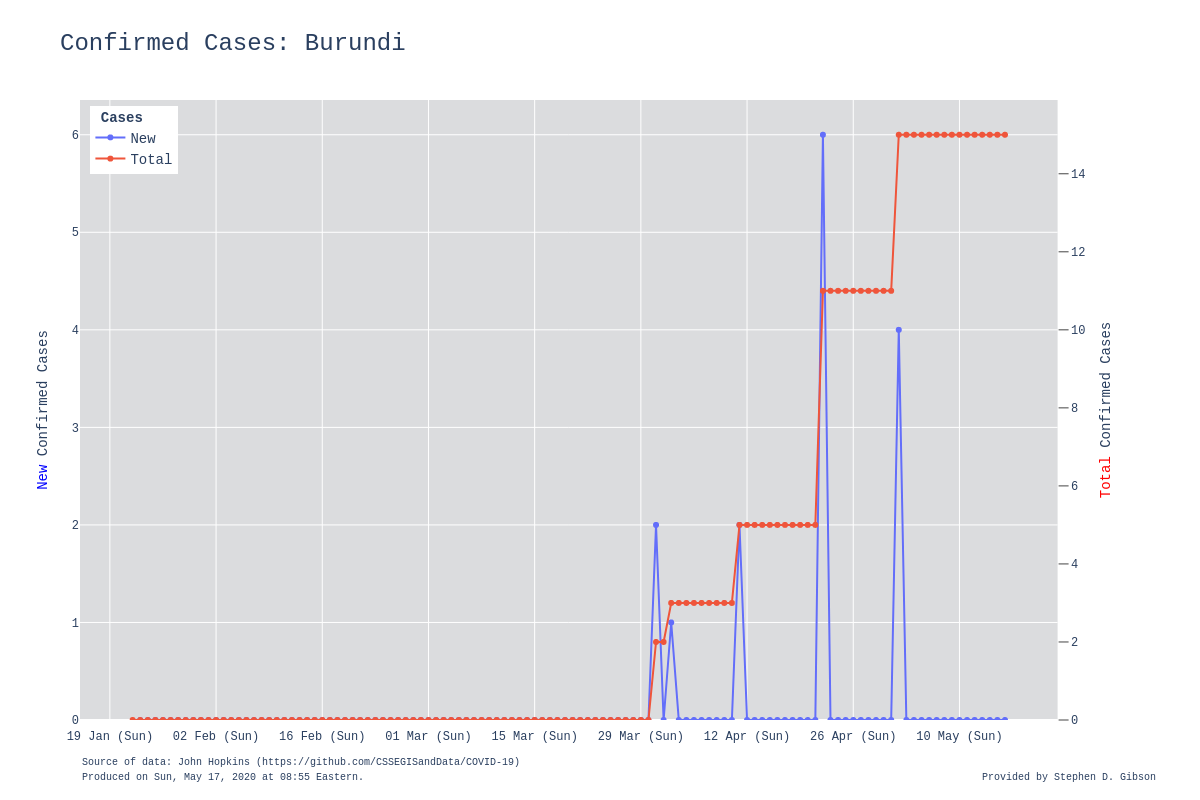 Confirmed Cases: Burundi
Cases
New
Total
6
5
4
3
2
1
0
New Confirmed Cases
14
12
10
8
6
4
2
0
Total Confirmed Cases
19 Jan (Sun) 02 Feb (Sun) 16 Feb (Sun) 01 Mar (Sun) 15 Mar (Sun) 29 Mar (Sun) 12 Apr (Sun) 26 Apr (Sun) 10 May (Sun)
Source of data: John Hopkins (https://github.com/CSSEGISandData/COVID-19)
Produced on Sun, May 17, 2020 at 08:55 Eastern.
Provided by Stephen D. Gibson